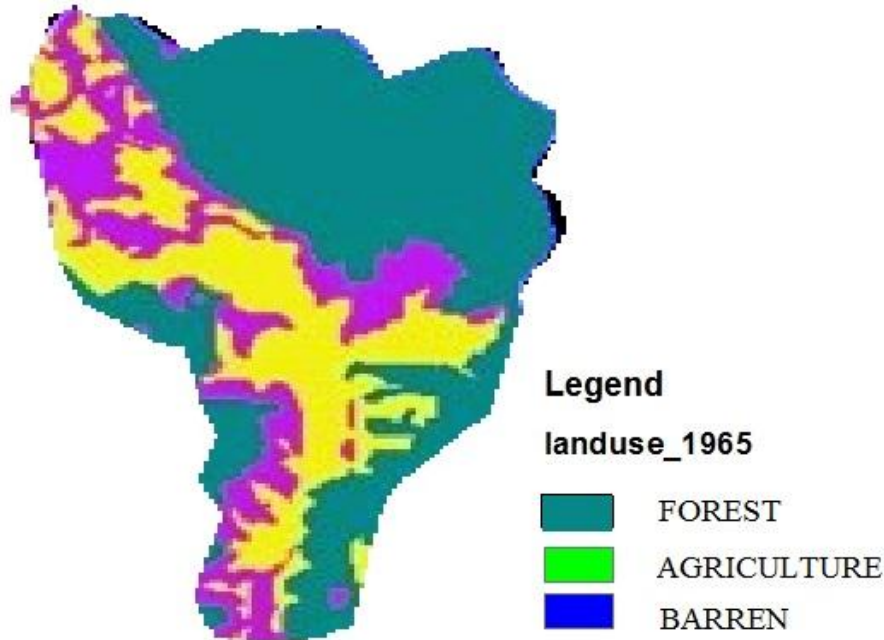 Legend
landuse_1965
FOREST
AGRICULTURE
BARREN